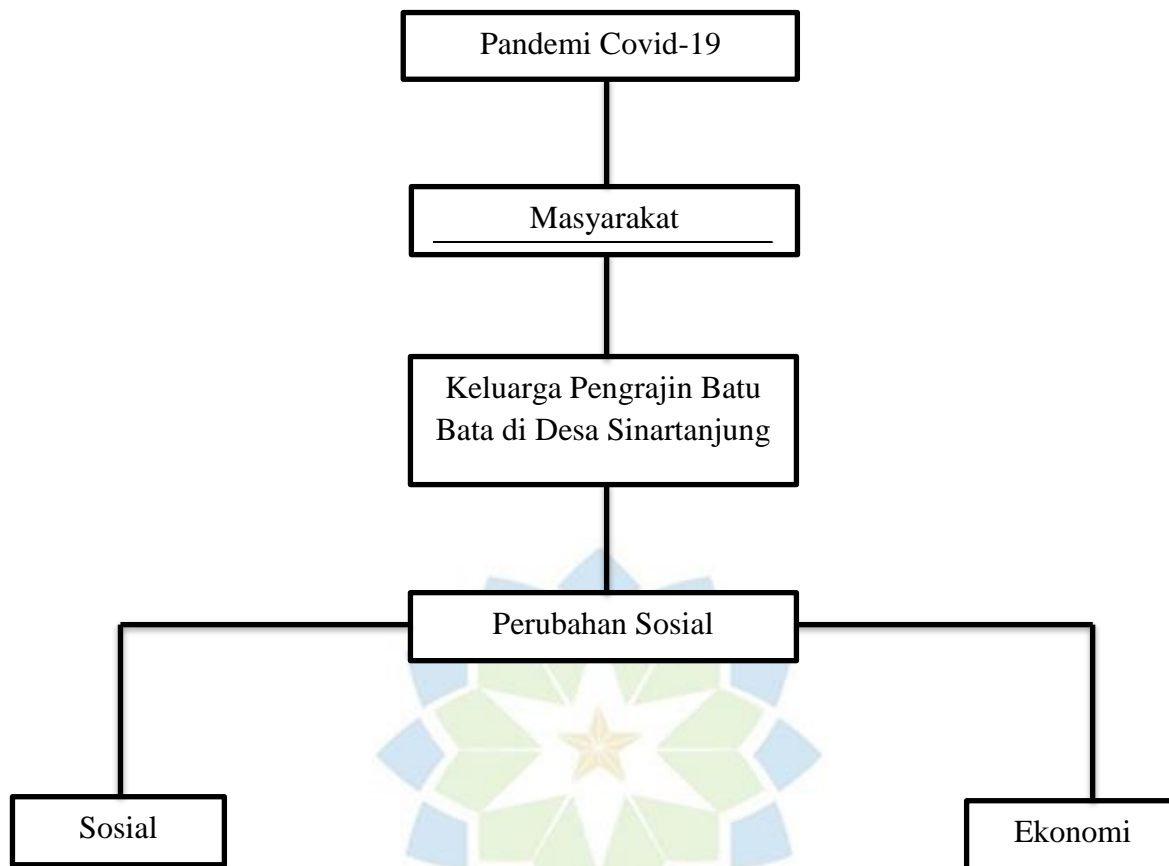 Pandemi Covid-19
Masyarakat
Keluarga Pengrajin Batu
Bata di Desa Sinartanjung
Perubahan Sosial
Sosial
Ekonomi